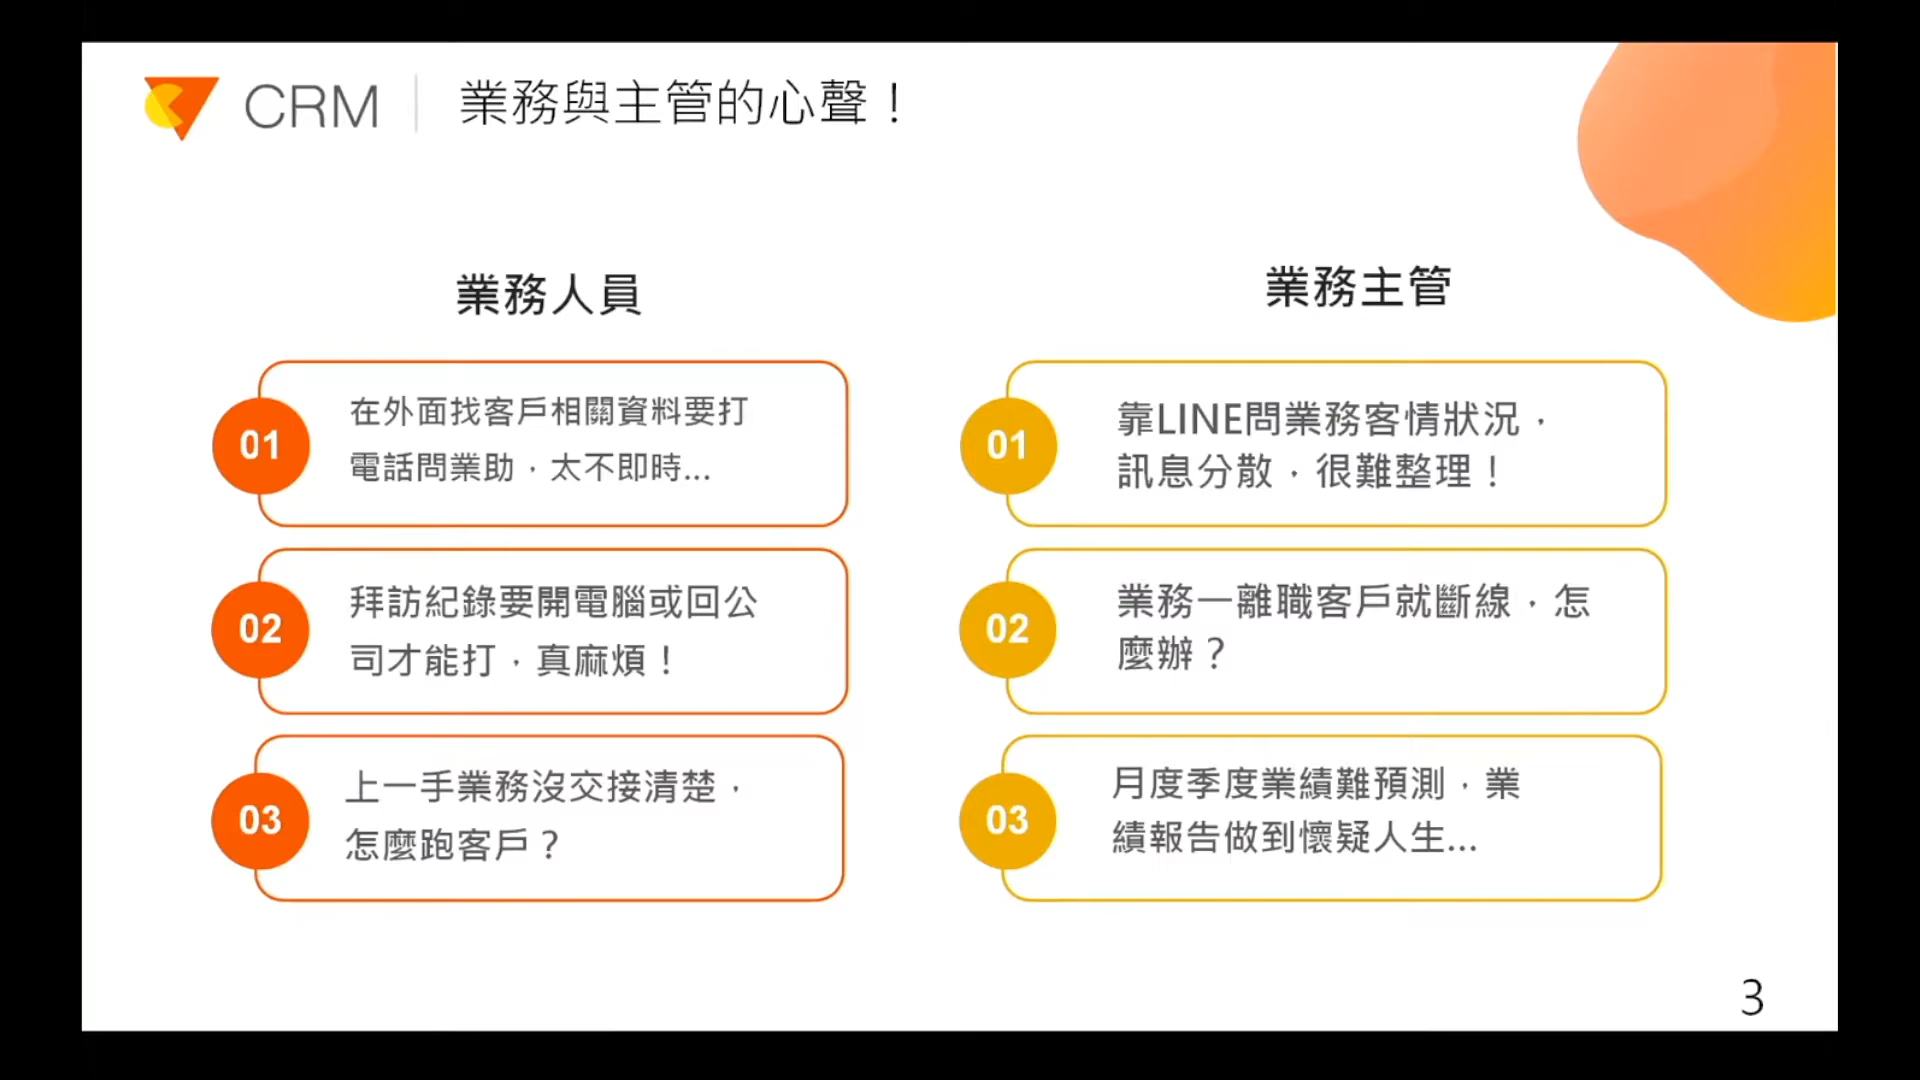 CRM
業務與主管的心聲！
業務人員
01
在外面找客戶相關資料要打
電話問業助，太不即時...
02
拜訪紀錄要開電腦或回公
司才能打，真麻煩！
03
上一手業務沒交接清楚，
怎麼跑客戶？
業務主管
01
靠LINE問業務客情狀況，
訊息分散，很難整理！
02
業務一離職客戶就斷線，怎
麼辦？
03
月度季度業績難預測，業
績報告做到懷疑人生...
3